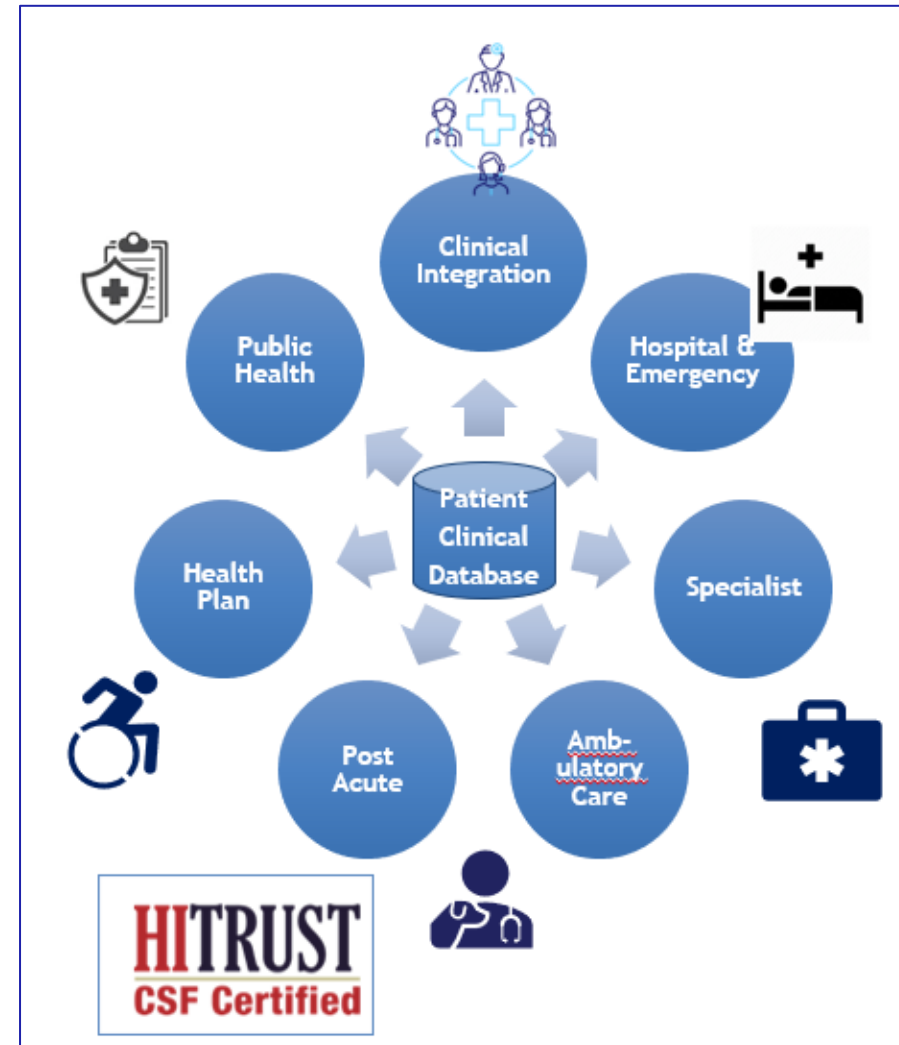 Clinical
Integration
Public
Health
Hospital &
Emergency
Patient
Clinical
Database
Health
Plan
Specialist
Post
Acute
Amb-
ulatory
Care
HITRUST
CSF Certified